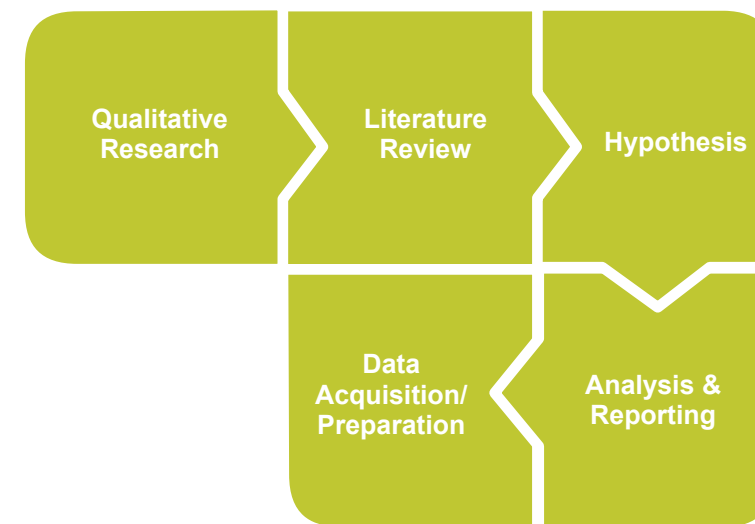 Qualitative
Research
Literature
Review
Hypothesis
Data
Acquisition/
Preparation
Analysis &
Reporting